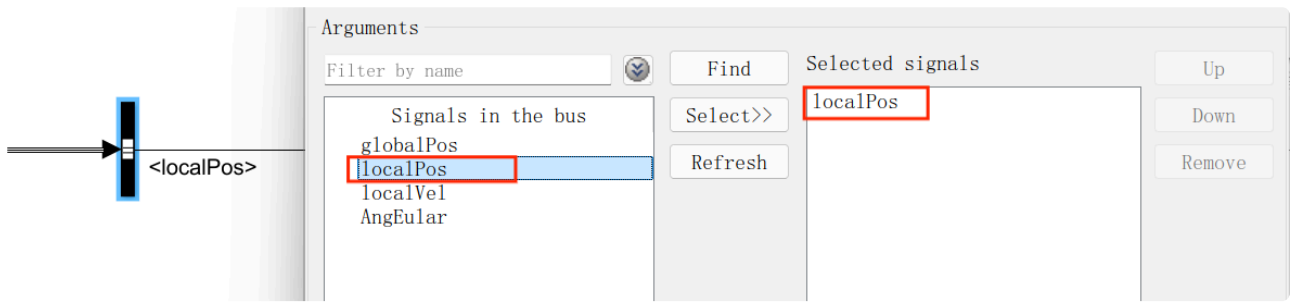 <localPos>
Arguments
Filter by name
Find
Signals in the bus
Select>>
globalPos
localPos
Refresh
localVel
AngEular
Selected signals
localPos
Up
Down
Remove